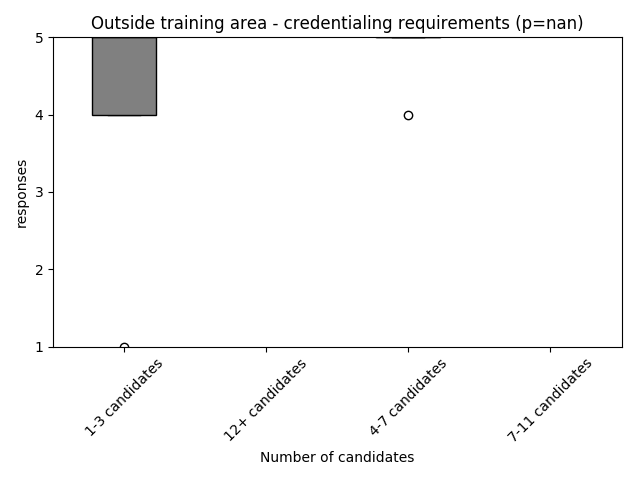 Outside training area - credentialing requirements (p=nan)
5
4
3
2
1
responses
1-3 candidates
12+ candidates
4-7 candidates
7-11 candidates
Number of candidates